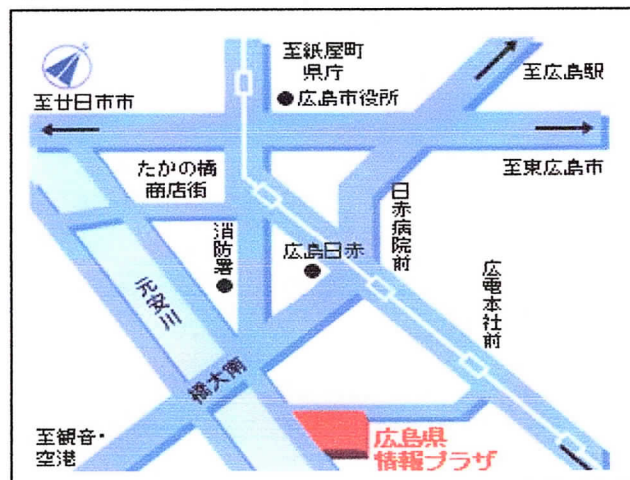 至紙屋町
県庁
広島市役所
至広島駅
至廿日市市
至東広島市
たかの橋
商店街
日赤病院前
消防署
広島日赤
広電本社前
元安川
南大橋
至観音・
空港
広島県
情報プラザ